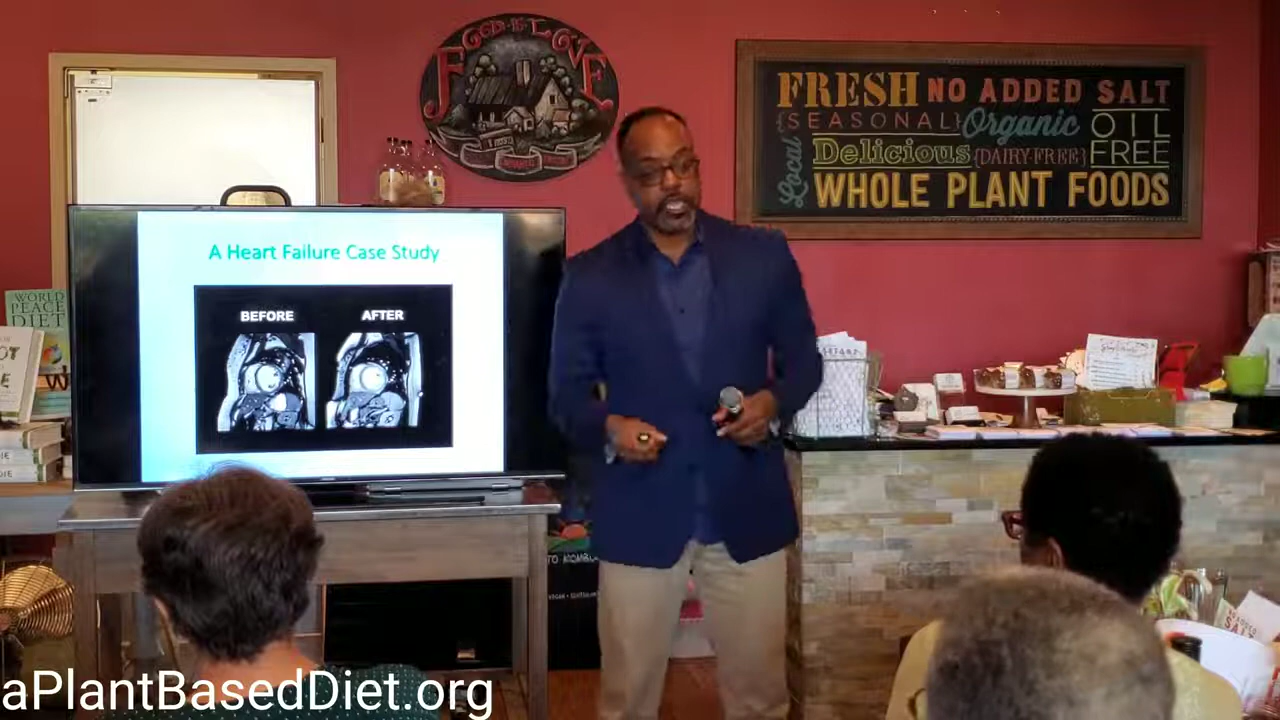 FOOD IS LOVE
FRESH NO ADDED SALT
{SEASONAL} Organic OIL
Local Delicious {DAIRY-FREE} FREE
WHOLE PLANT FOODS
A Heart Failure Case Study
BEFORE AFTER
WORLD
PEACE
DIET
aPlantBasedDiet.org